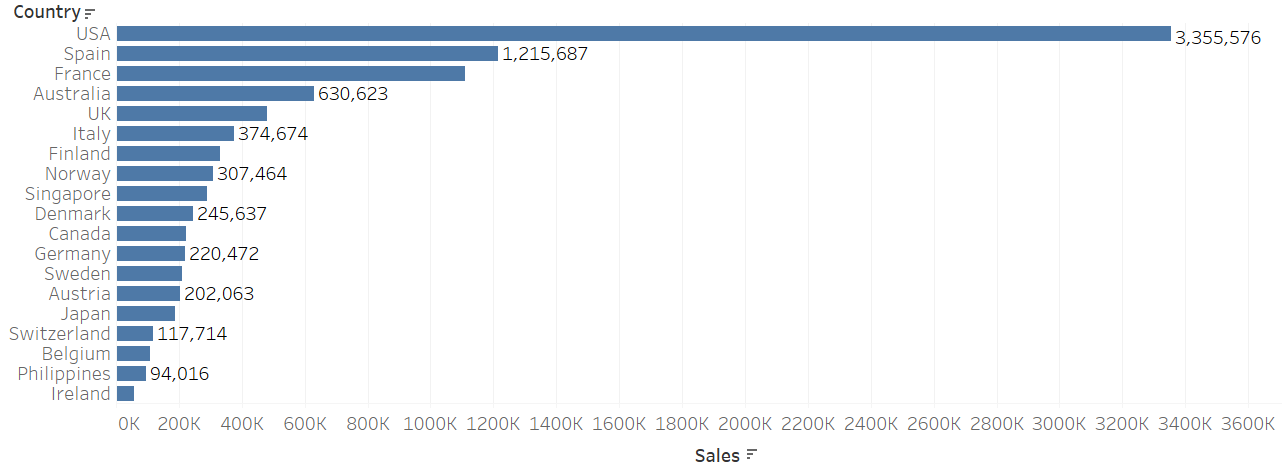 Country
USA 3,355,576
Spain 1,215,687
France
Australia 630,623
UK
Italy 374,674
Finland
Norway 307,464
Singapore
Denmark 245,637
Canada
Germany 220,472
Sweden
Austria 202,063
Japan
Switzerland 117,714
Belgium
Philippines 94,016
Ireland
0K 200K 400K 600K 800K 1000K 1200K 1400K 1600K 1800K 2000K 2200K 2400K 2600K 2800K 3000K 3200K 3400K 3600K
Sales